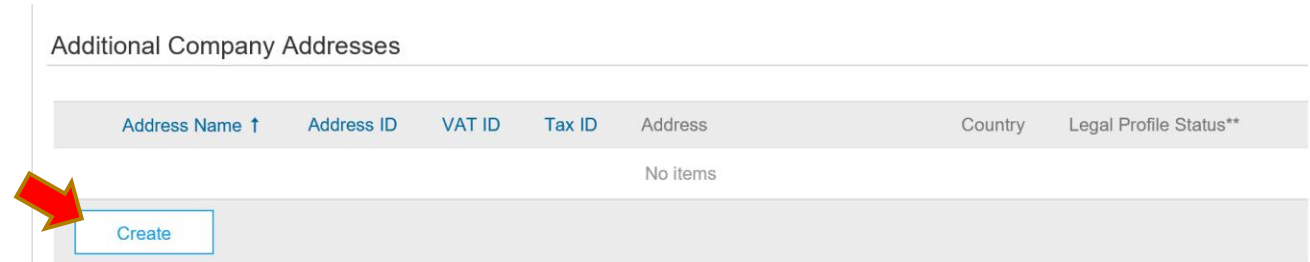 Additional Company Addresses
Address Name ↑ Address ID VAT ID Tax ID Address Country Legal Profile Status**
No items
Create